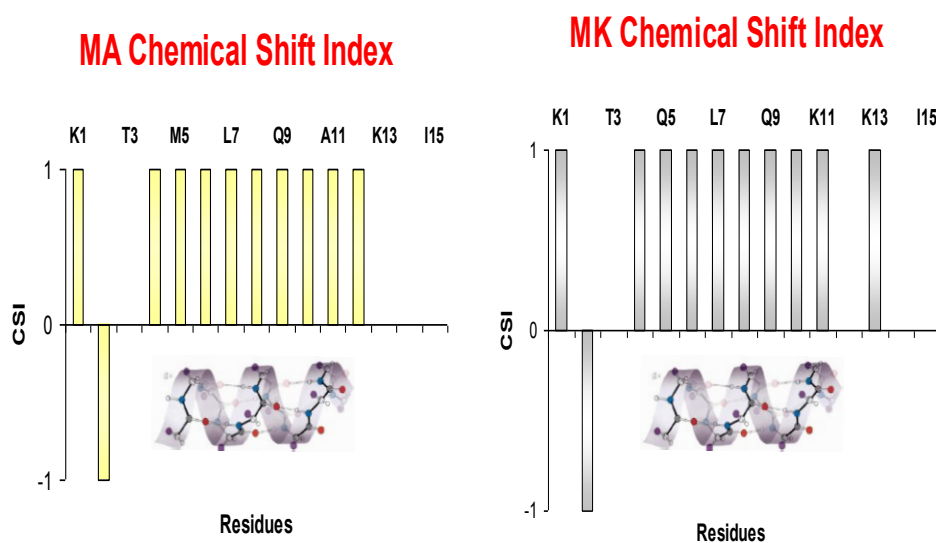 MA Chemical Shift Index
K1 T3 M5 L7 Q9 A11 K13 I15
1
0
-1
CSI
Residues
MK Chemical Shift Index
K1 T3 Q5 L7 Q9 K11 K13 I15
1
0
-1
CSI
Residues